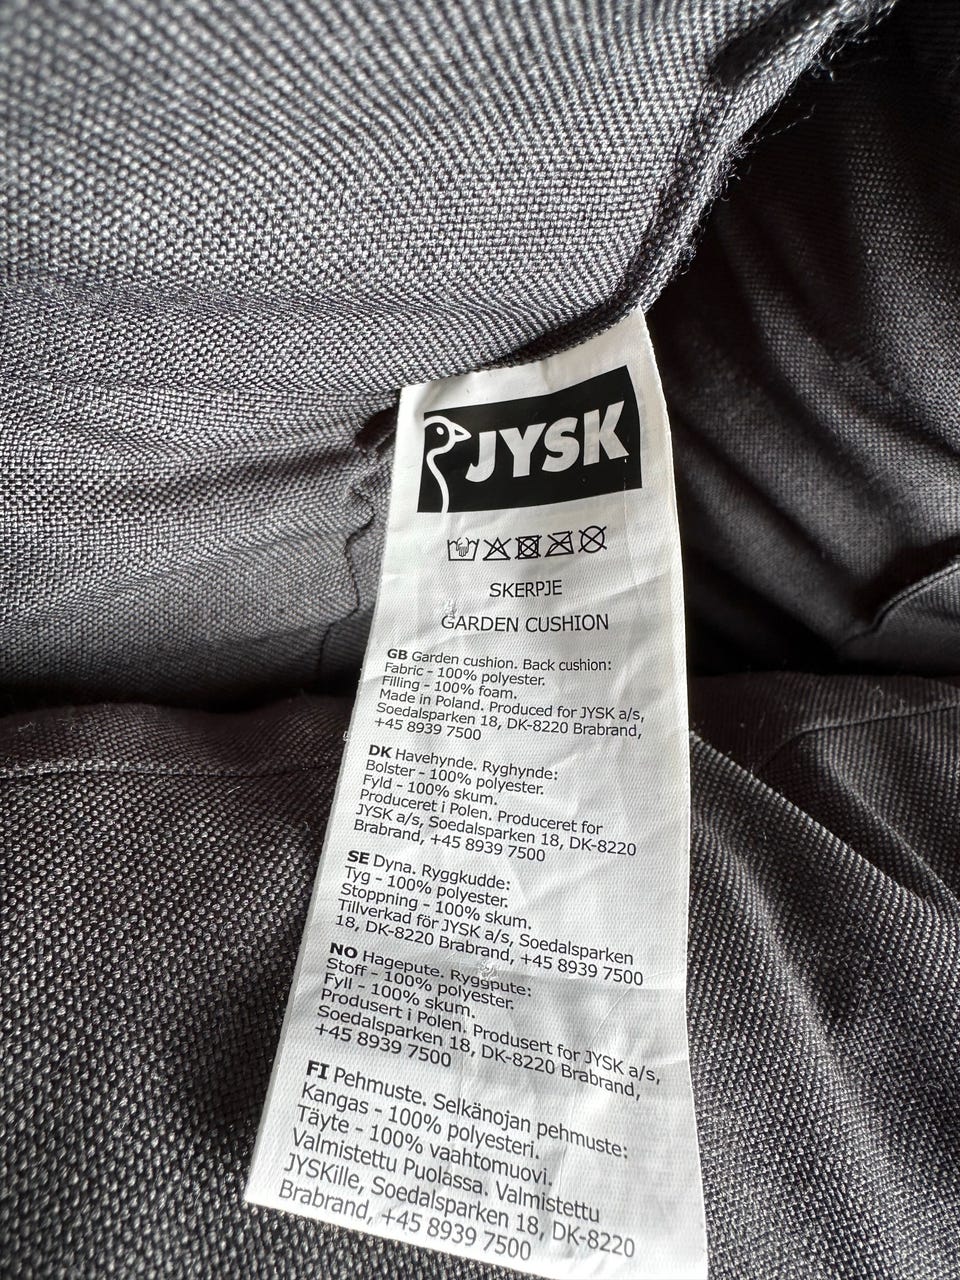 JYSK
SKERPJE
GARDEN CUSHION
GB Garden cushion. Back cushion:
Fabric - 100% polyester.
Filling - 100% foam.
Made in Poland. Produced for JYSK a/s,
Soedalsparken 18, DK-8220 Brabrand,
+45 8939 7500
DK Havehynde. Ryghynde:
Bolster - 100% polyester.
Fyld - 100% skum.
Produceret i Polen. Produceret for
JYSK a/s, Soedalsparken 18, DK-8220
Brabrand, +45 8939 7500
SE Dyna. Ryggkudde:
Tyg - 100% polyester.
Stoppning - 100% skum.
Tillverkad för JYSK a/s, Soedalsparken
18, DK-8220 Brabrand, +45 8939 7500
NO Hagepute. Ryggpute:
Stoff - 100% polyester.
Fyll - 100% skum.
Produsert i Polen. Produsert for JYSK a/s,
Soedalsparken 18, DK-8220 Brabrand,
+45 8939 7500
FI Pehmuste. Selkänojan pehmuste:
Kangas - 100% polyesteri.
Täyte - 100% vaahtomuovi.
Valmistettu Puolassa. Valmistettu
JYSKille, Soedalsparken 18, DK-8220
Brabrand, +45 8939 7500